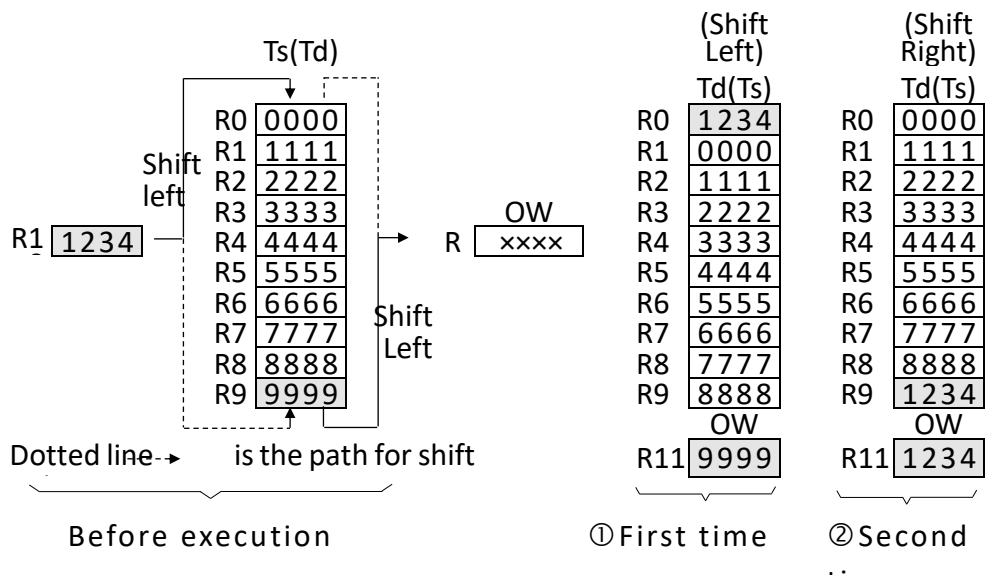 Ts(Td)
R0 0000
R1 1111
R2 2222
R3 3333
R4 4444
R5 5555
R6 6666
R7 7777
R8 8888
R9 9999
Shift
left
R1 1234
OW
R ××××
Shift
Left
Dotted line is the path for shift
Before execution
(Shift
Left)
Td(Ts)
R0 1234
R1 0000
R2 1111
R3 2222
R4 3333
R5 4444
R6 5555
R7 6666
R8 7777
R9 8888
OW
R11 9999
①First time
(Shift
Right)
Td(Ts)
R0 0000
R1 1111
R2 2222
R3 3333
R4 4444
R5 5555
R6 6666
R7 7777
R8 8888
R9 1234
OW
R11 1234
②Second